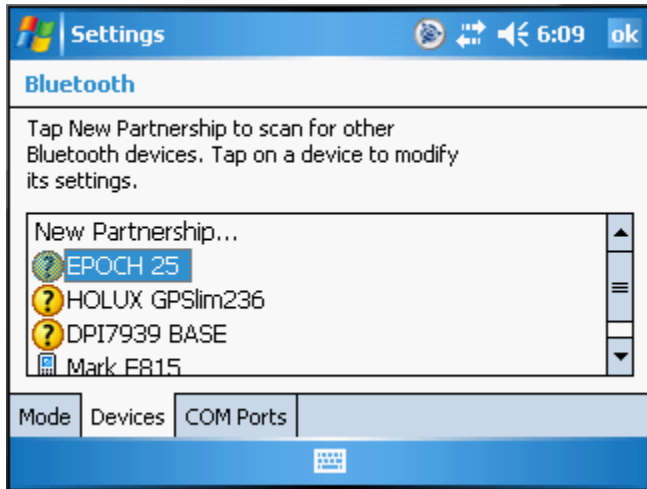 Settings
6:09
ok
Bluetooth
Tap New Partnership to scan for other
Bluetooth devices. Tap on a device to modify
its settings.
New Partnership...
EPOCH 25
HOLUX GPSlim236
DPI7939 BASE
Mark E815
Mode Devices COM Ports